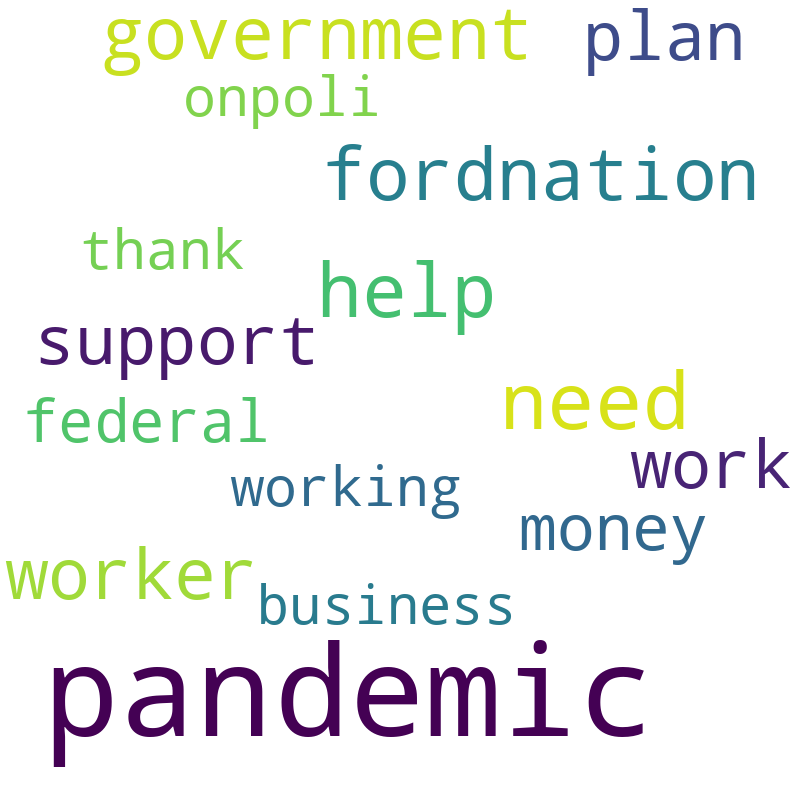 government plan
onpoli
fordnation
thank
help
support
federal
need
work
working
money
worker
business
pandemic